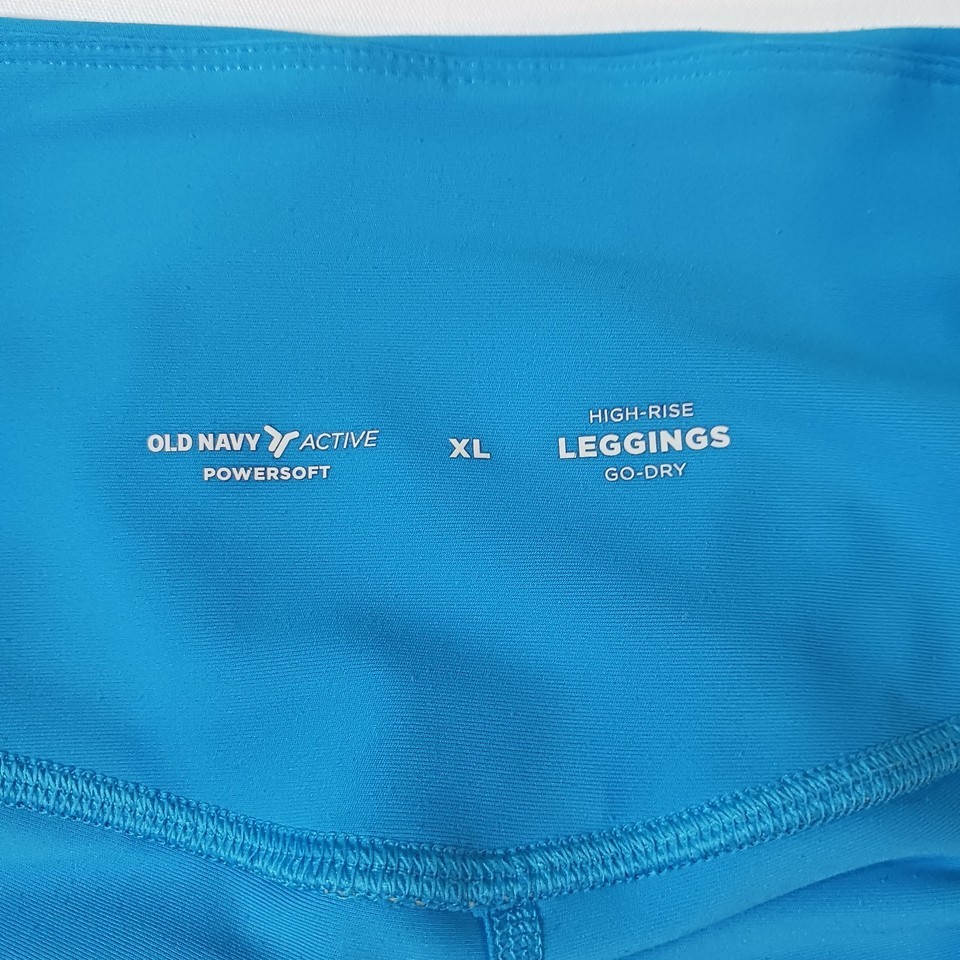 OLD NAVY ACTIVE
POWERSOFT
XL
HIGH-RISE
LEGGINGS
GO-DRY